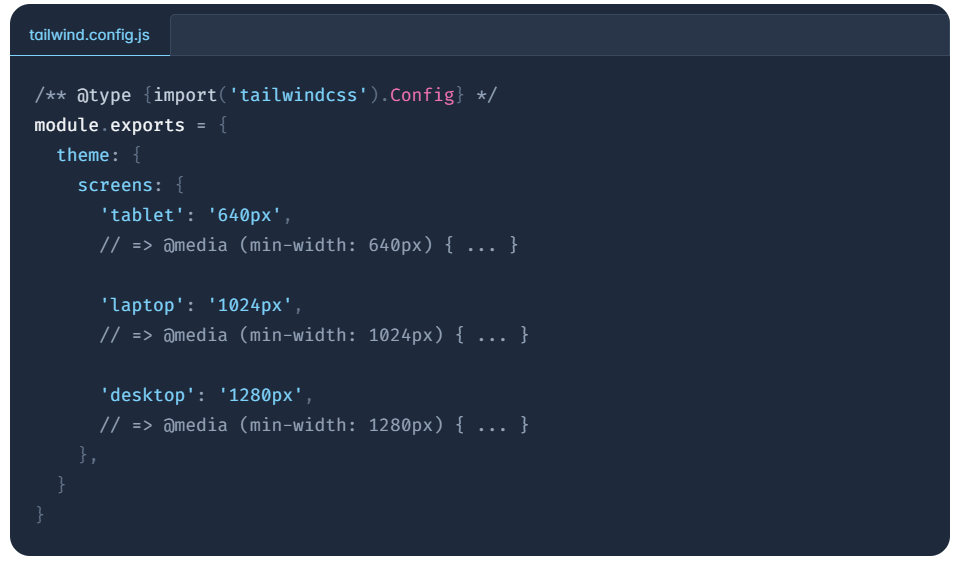 tailwind.config.js
/** @type {import('tailwindcss').Config} */
module.exports = {
  theme: {
    screens: {
      'tablet': '640px',
      // => @media (min-width: 640px) { ... }

      'laptop': '1024px',
      // => @media (min-width: 1024px) { ... }

      'desktop': '1280px',
      // => @media (min-width: 1280px) { ... }
    },
  }
}